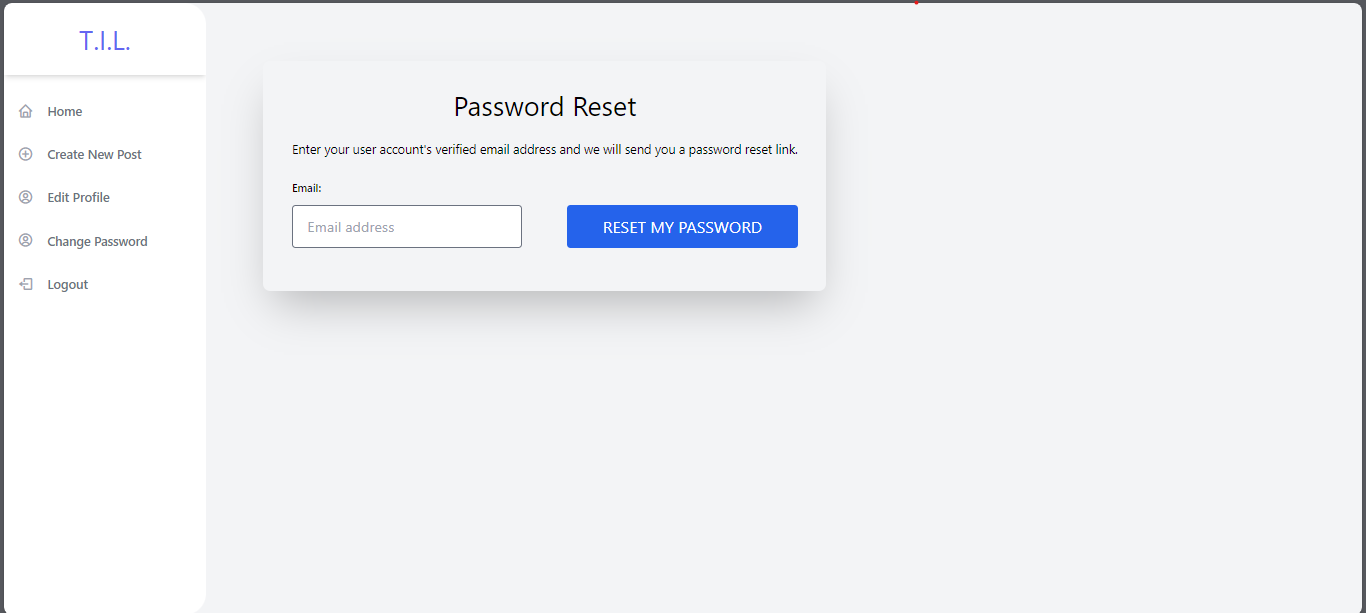 T.I.L.
Home
Create New Post
Edit Profile
Change Password
Logout
Password Reset
Enter your user account's verified email address and we will send you a password reset link.
Email:
Email address
RESET MY PASSWORD